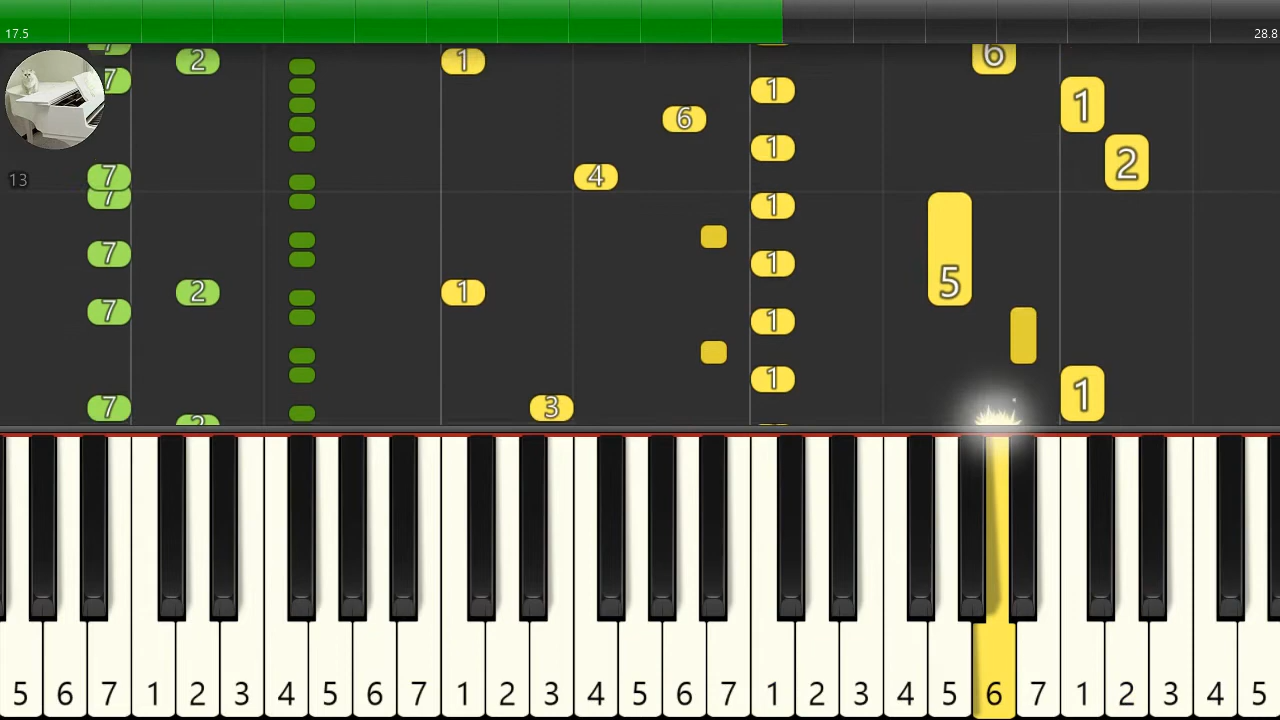 17.5 28.8
7 2 1 6
7 1 1
6
1 2
13 7 4
7 1
7 1
2 1 5
7 1
1 1
7 3
2
5 6 7 1 2 3 4 5 6 7 1 2 3 4 5 6 7 1 2 3 4 5 6 7 1 2 3 4 5